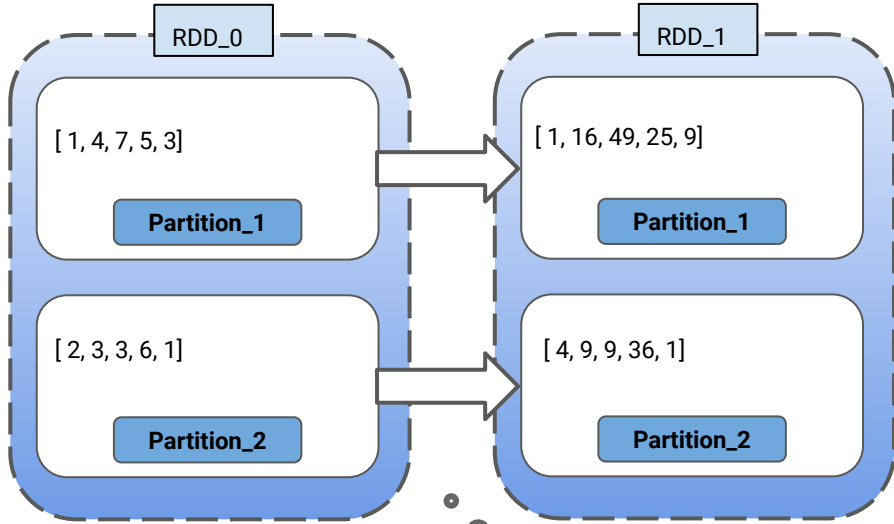 RDD_0
[ 1, 4, 7, 5, 3]
Partition_1
[ 2, 3, 3, 6, 1]
Partition_2
RDD_1
[ 1, 16, 49, 25, 9]
Partition_1
[ 4, 9, 9, 36, 1]
Partition_2